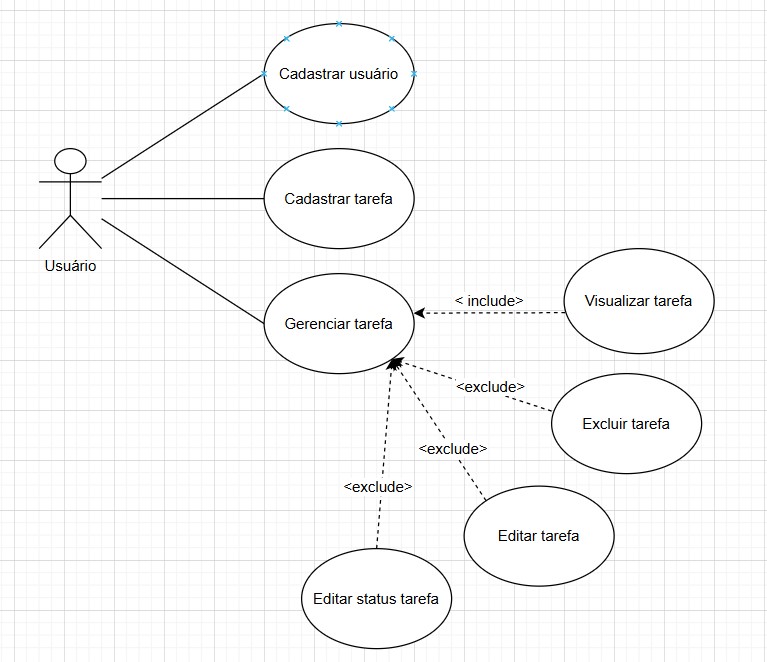 Cadastrar usuário
Cadastrar tarefa
Usuário
Gerenciar tarefa
< include>
Visualizar tarefa
<exclude>
Excluir tarefa
<exclude>
Editar tarefa
<exclude>
Editar status tarefa